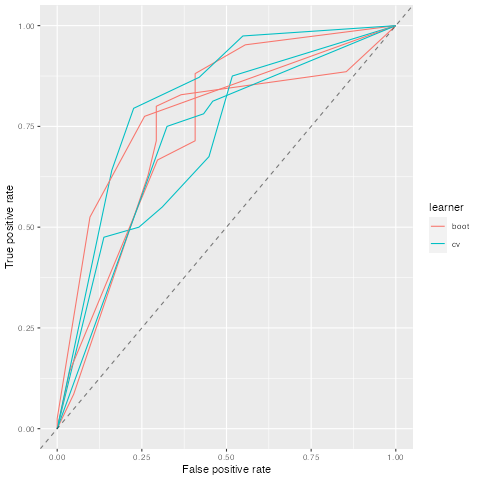 1.00
0.75
0.50
0.25
0.00
True positive rate
0.00 0.25 0.50 0.75 1.00
False positive rate
learner
boot
cv